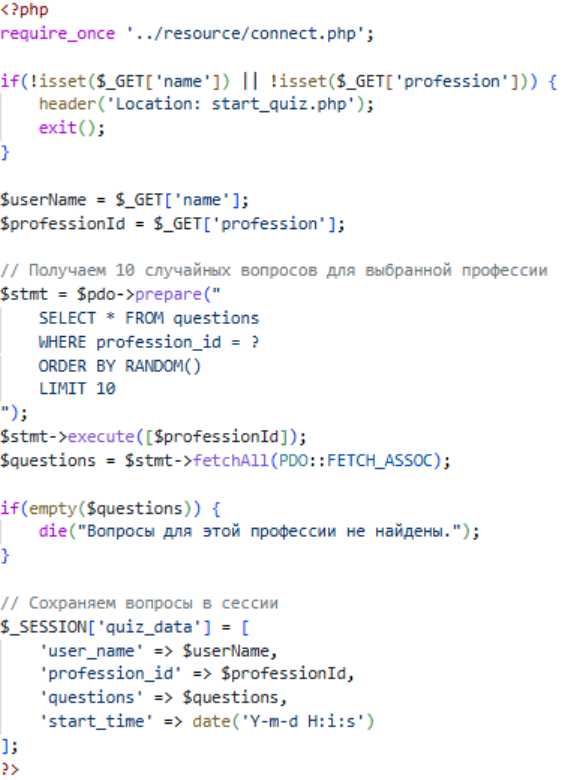 <?php
require_once '../resource/connect.php';
if(!isset($_GET['name']) || !isset($_GET['profession'])) {
header('Location: start_quiz.php');
exit();
}
$userName = $_GET['name'];
$professionId = $_GET['profession'];
// Получаем 10 случайных вопросов для выбранной профессии
$stmt = $pdo->prepare("
SELECT * FROM questions
WHERE profession_id = ?
ORDER BY RANDOM()
LIMIT 10
");
$stmt->execute([$professionId]);
$questions = $stmt->fetchAll(PDO::FETCH_ASSOC);
if(empty($questions)) {
die("Вопросы для этой профессии не найдены.");
}
// Сохраняем вопросы в сессии
$_SESSION['quiz_data'] = [
'user_name' => $userName,
'profession_id' => $professionId,
'questions' => $questions,
'start_time' => date('Y-m-d H:i:s')
];
?>